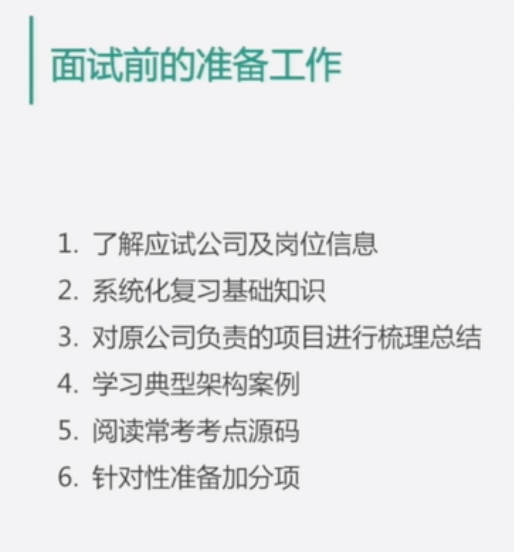 面试前的准备工作
1. 了解应试公司及岗位信息
2. 系统化复习基础知识
3. 对原公司负责的项目进行梳理总结
4. 学习典型架构案例
5. 阅读常考考点源码
6. 针对性准备加分项